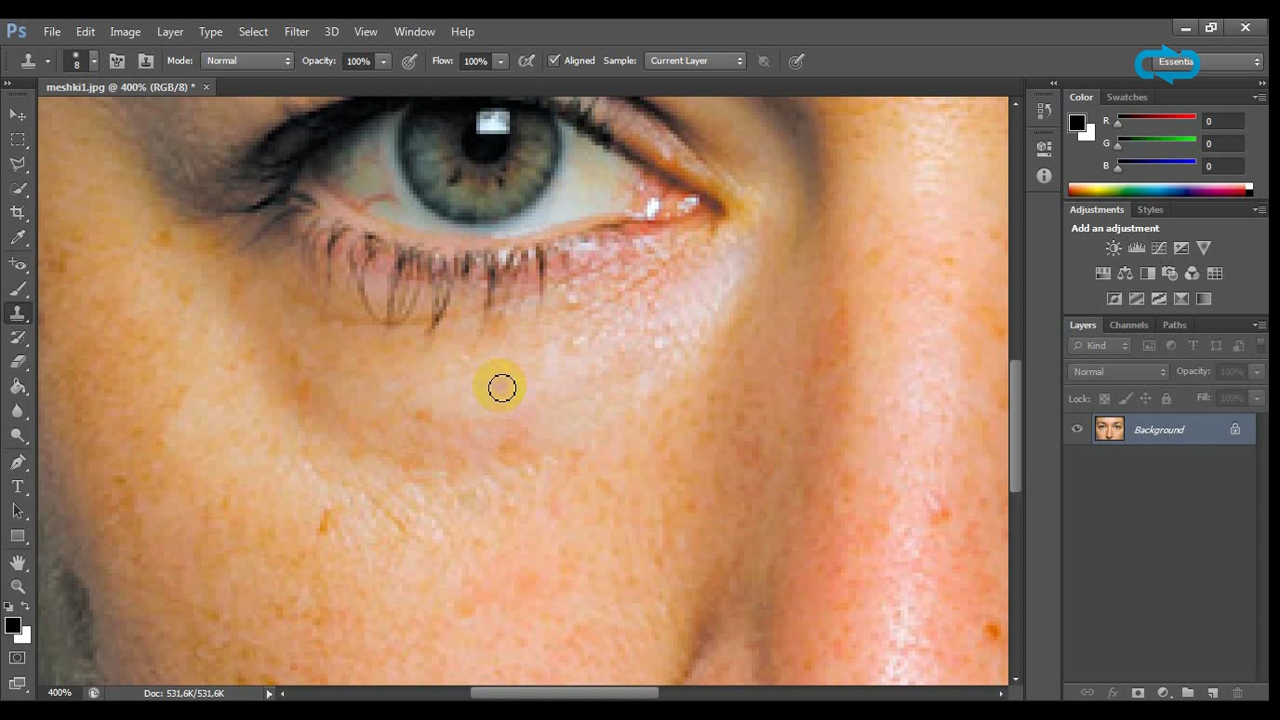 Ps File Edit Image Layer Type Select Filter 3D View Window Help
8 Mode: Normal Opacity: 100% Flow: 100% Aligned Sample: Current Layer Essentia
meshki1.jpg @ 400% (RGB/8) * ×
Color Swatches
R 0
G 0
B 0
Adjustments Styles
Add an adjustment
Layers Channels Paths
Kind
Normal Opacity: 100%
Lock: Fill: 100%
Background
400% Doc: 531,6K/531,6K